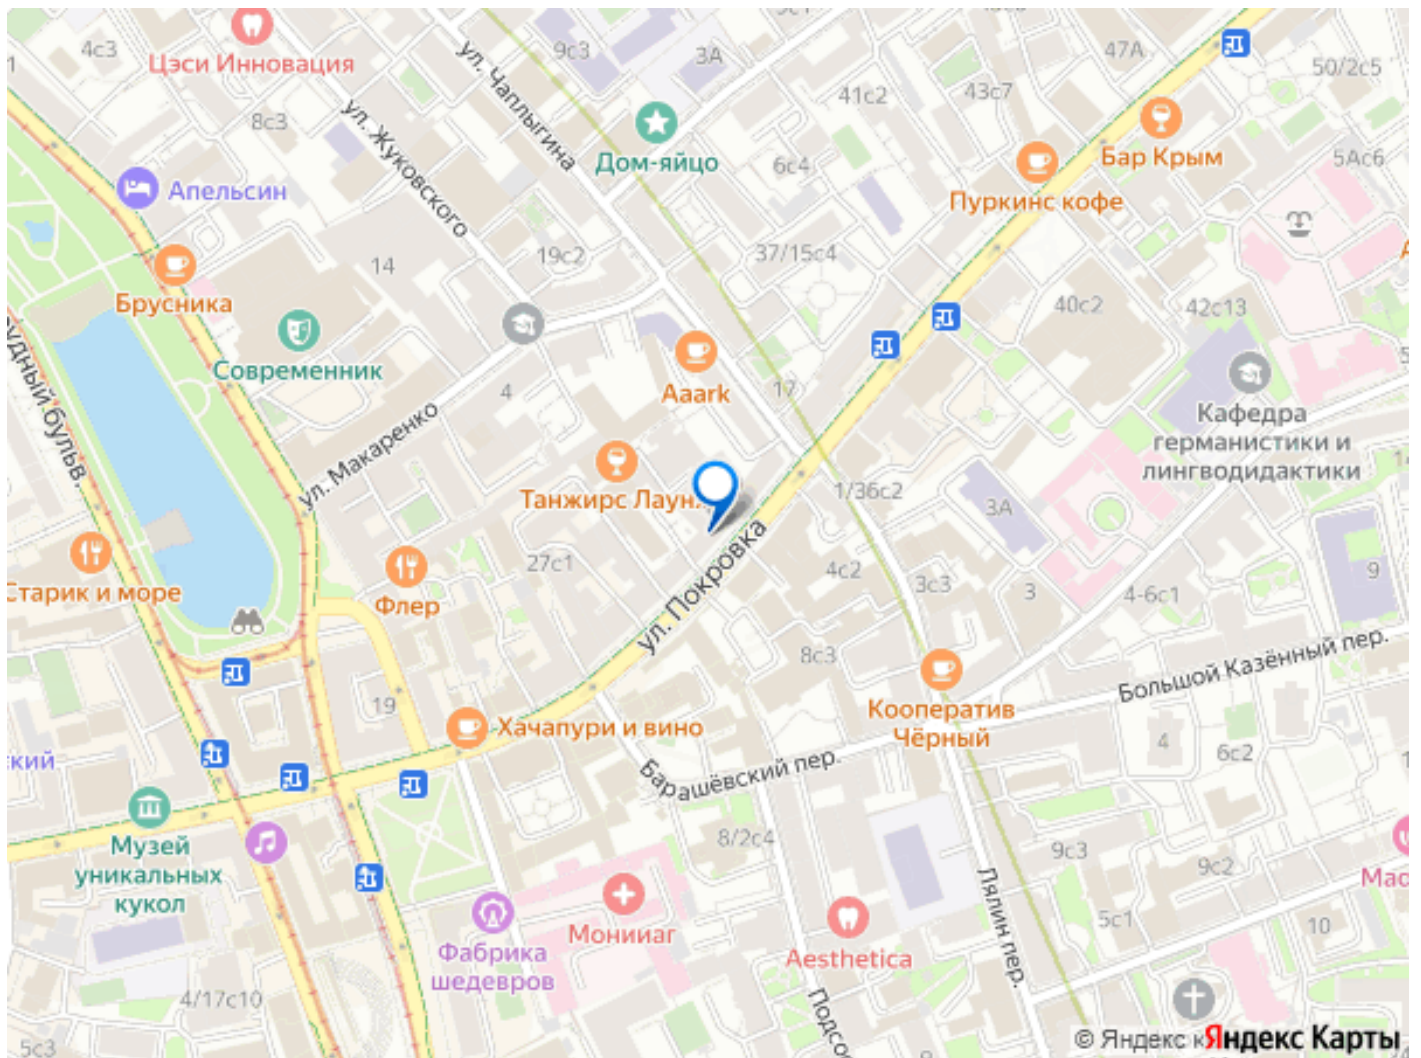 4с3
Цэси Инновация
8с3
ул. Жуковского
ул. Чаплыгина
9с3
3А
41с2
43с7
47А
50/2с5
Бар Крым
5Ас6
Пуркинс кофе
Дом-яйцо
6с4
Апельсин
14
19с2
37/15с4
Брусника
40с2
42с13
Современник
Aaark
17
4
ул. Макаренко
Кафедра
германистики и
лингводидактики
Танжирс Лаунж
1/36с2
3А
27с1
ул. Покровка
4с2
3с3
3
4-6с1
9
Старик и море
Флер
8с3
Большой Казённый пер.
19
Хачапури и вино
Кооператив
Чёрный
4
6с2
Барашёвский пер.
Музей
уникальных
кукол
8/2с4
9с3
9с2
Лялин пер.
5с1
10
Мониииаг
Aesthetica
Фабрика
шедевров
4/17с10
5с3
© Яндекс
Яндекс Карты